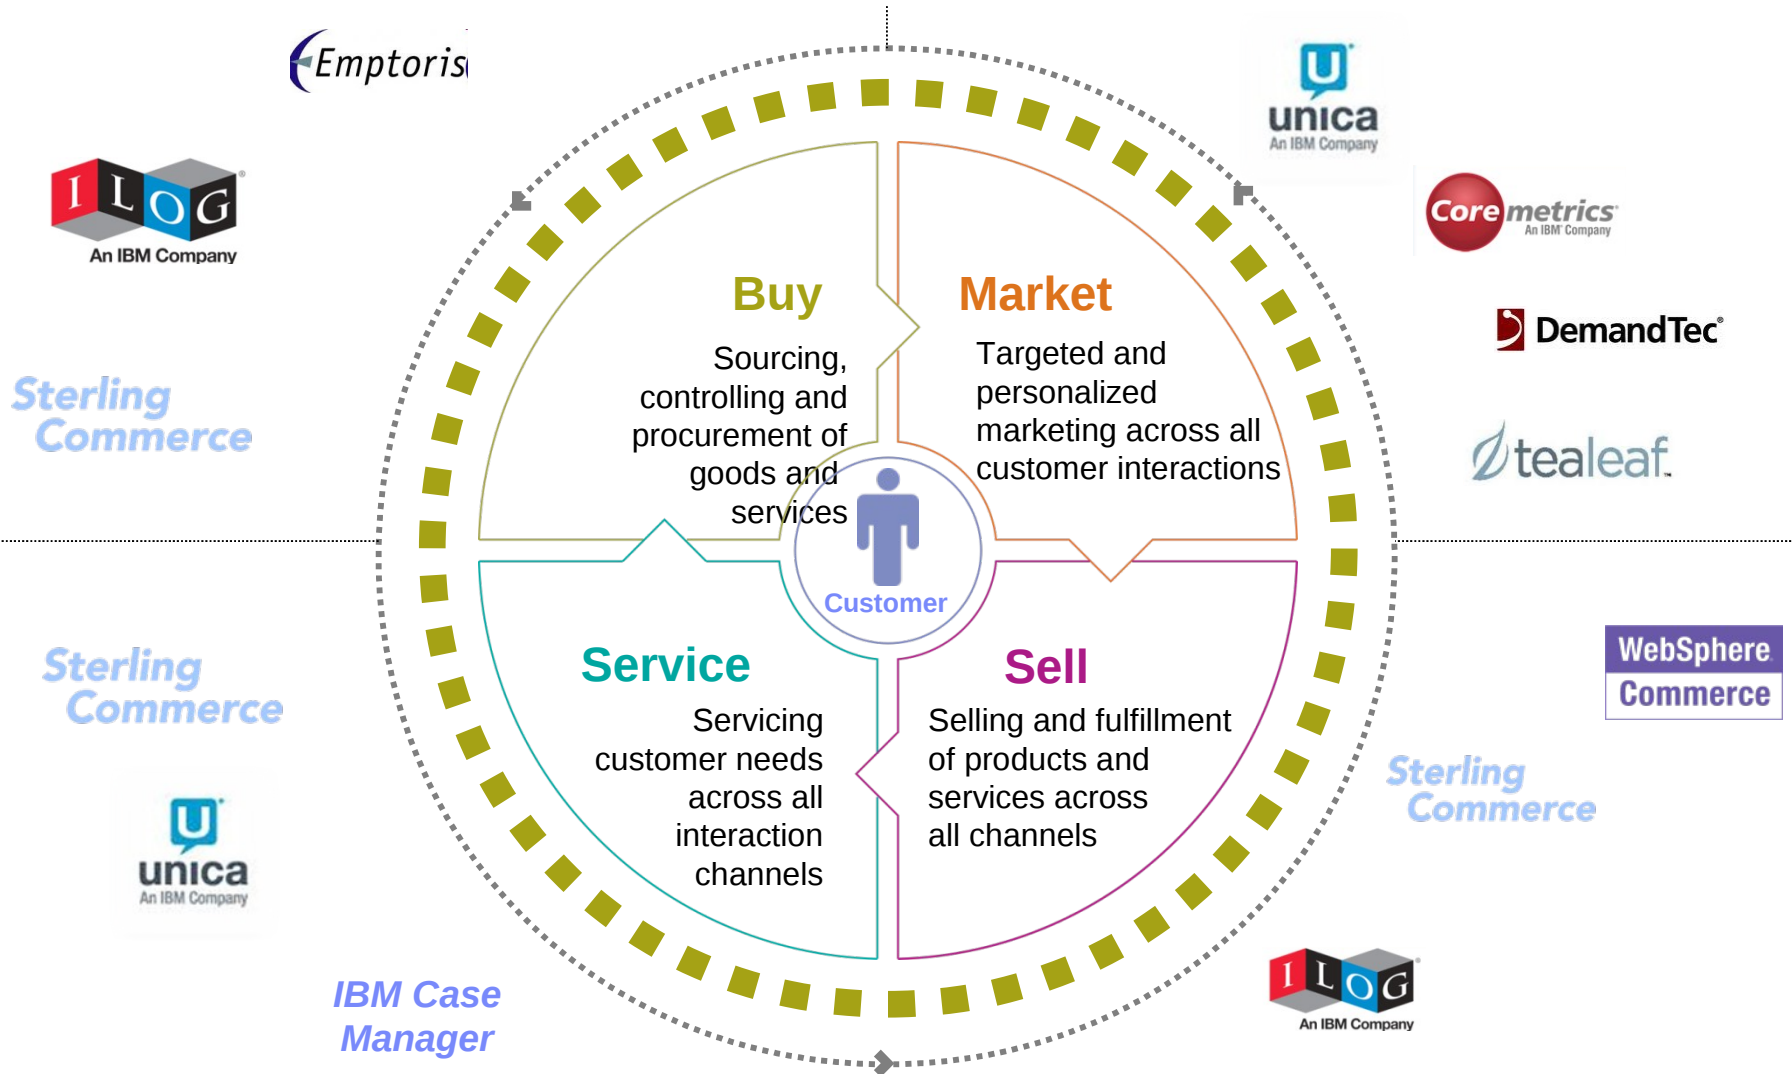 Emptoris
ILOG
An IBM Company
Sterling
Commerce
Buy
Sourcing,
controlling and
procurement of
goods and
services
Market
Targeted and
personalized
marketing across all
customer interactions
unica
An IBM Company
Coremetrics
An IBM Company
DemandTec
tealeaf
Customer
Service
Servicing
customer needs
across all
interaction
channels
Sell
Selling and fulfillment
of products and
services across
all channels
Sterling
Commerce
unica
An IBM Company
IBM Case
Manager
WebSphere
Commerce
Sterling
Commerce
ILOG
An IBM Company